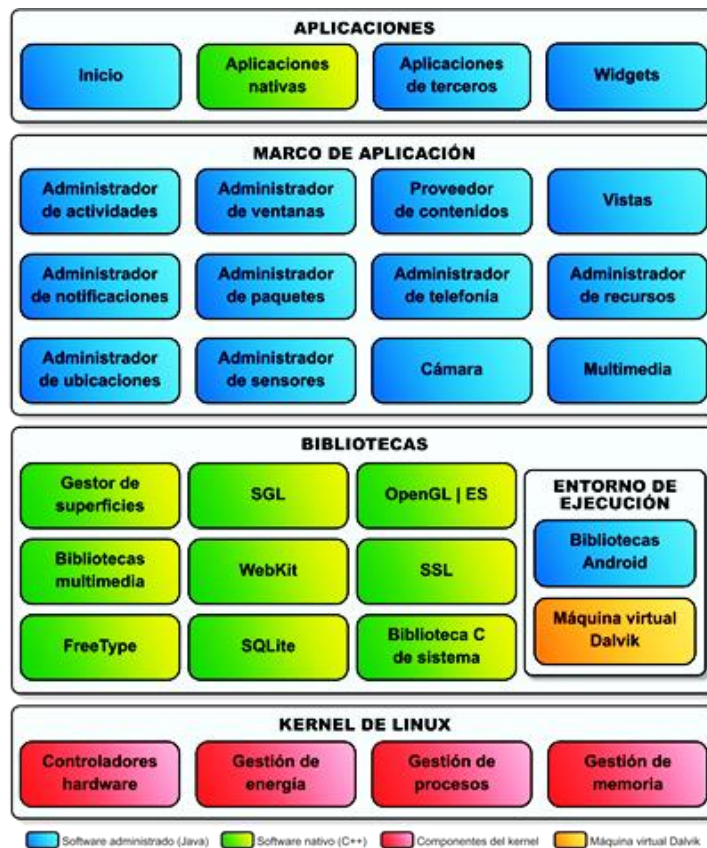 APLICACIONES
Inicio
Aplicaciones
nativas
Aplicaciones
de terceros
Widgets
MARCO DE APLICACIÓN
Administrador
de actividades
Administrador
de ventanas
Proveedor
de contenidos
Vistas
Administrador
de notificaciones
Administrador
de paquetes
Administrador
de telefonía
Administrador
de recursos
Administrador
de ubicaciones
Administrador
de sensores
Cámara
Multimedia
BIBLIOTECAS
Gestor de
superficies
SGL
OpenGL | ES
Bibliotecas
multimedia
WebKit
SSL
FreeType
SQLite
Biblioteca C
de sistema
ENTORNO DE
EJECUCIÓN
Bibliotecas
Android
Máquina virtual
Dalvik
KERNEL DE LINUX
Controladores
hardware
Gestión de
energía
Gestión de
procesos
Gestión de
memoria
Software administrado (Java)
Software nativo (C++)
Componentes del kernel
Máquina virtual Dalvik